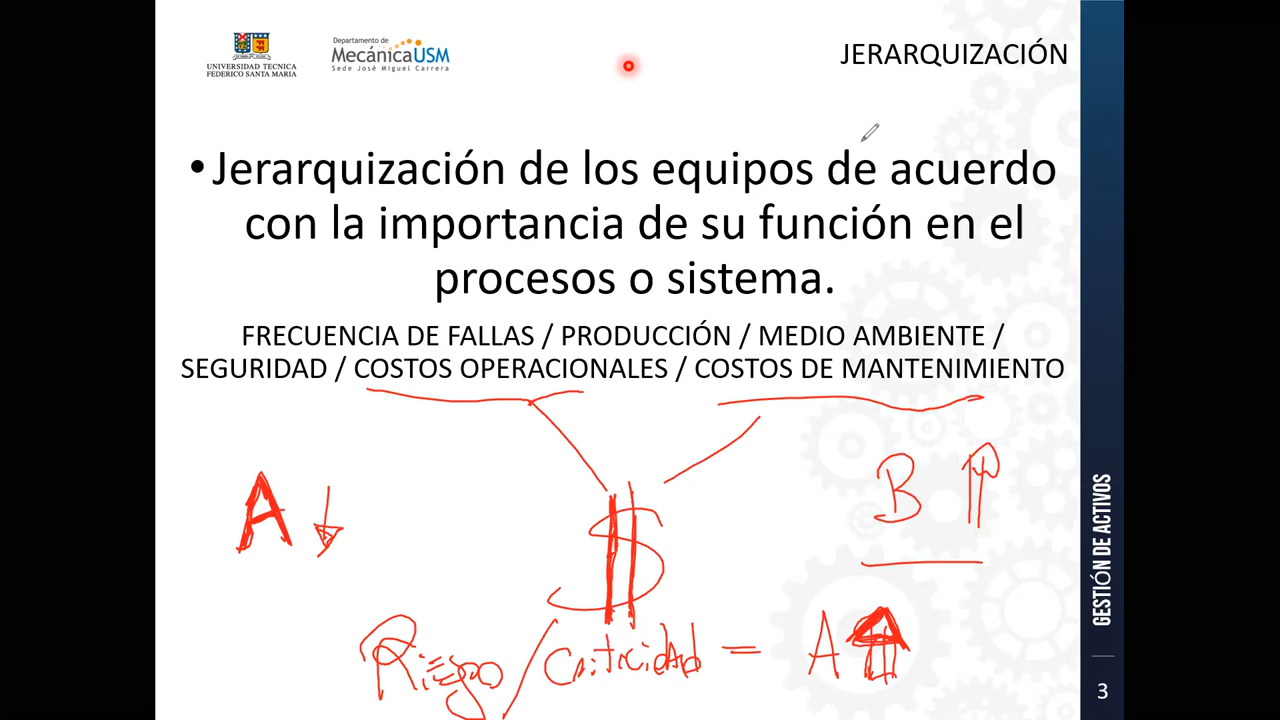 UNIVERSIDAD TECNICA
FEDERICO SANTA MARIA
Departamento de
MecánicaUSM
Sede José Miguel Carrera
JERARQUIZACIÓN
•Jerarquización de los equipos de acuerdo
con la importancia de su función en el
procesos o sistema.
FRECUENCIA DE FALLAS / PRODUCCIÓN / MEDIO AMBIENTE /
SEGURIDAD / COSTOS OPERACIONALES / COSTOS DE MANTENIMIENTO
A ↓
$
B ↑
Riesgo / Criticidad = A ↑
GESTIÓN DE ACTIVOS
3